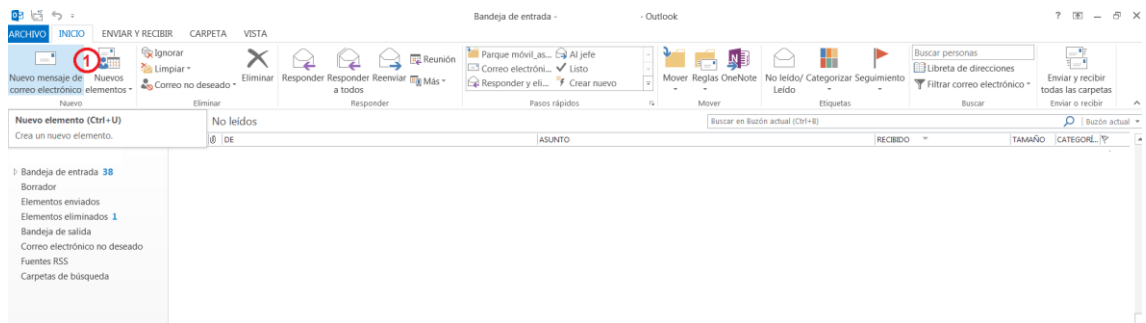 Bandeja de entrada - - Outlook
ARCHIVO INICIO ENVIAR Y RECIBIR CARPETA VISTA
1
Nuevo mensaje de correo electrónico
Nuevos elementos
Nuevo
Ignorar
Limpiar
Correo no deseado
Eliminar
Eliminar
Responder
Responder a todos
Reenviar
Reunión
Más
Responder
Parque móvil_as...
Correo electróni...
Responder y eli...
Al jefe
Listo
Crear nuevo
Pasos rápidos
Mover
Reglas
OneNote
N
Mover
No leído/ Leído
Categorizar
Seguimiento
Etiquetas
Buscar personas
Libreta de direcciones
Filtrar correo electrónico
Buscar
Enviar y recibir todas las carpetas
Enviar o recibir
Nuevo elemento (Ctrl+U)
Crea un nuevo elemento.
No leídos
Buscar en Buzón actual (Ctrl+B)
Buzón actual
DE ASUNTO RECIBIDO TAMAÑO CATEGORÍ...
Bandeja de entrada 38
Borrador
Elementos enviados
Elementos eliminados 1
Bandeja de salida
Correo electrónico no deseado
Fuentes RSS
Carpetas de búsqueda